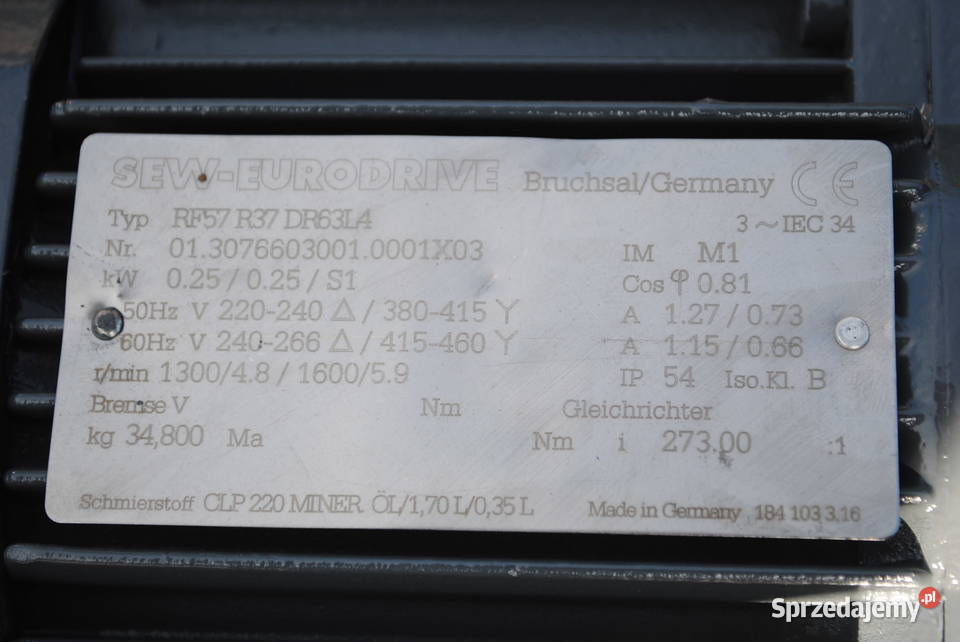 SEW-EURODRIVE Bruchsal/Germany CE
Typ RF57 R37 DR63L4 3 ~ IEC 34
Nr. 01.3076603001.0001X03 IM M1
kW 0.25 / 0.25 / S1 Cos φ 0.81
50Hz V 220-240 Δ / 380-415 Y A 1.27 / 0.73
60Hz V 240-266 Δ / 415-460 Y A 1.15 / 0.66
r/min 1300/4.8 / 1600/5.9 IP 54 Iso.Kl. B
Bremse V Nm Gleichrichter
kg 34,800 Ma Nm i 273.00 :1
Schmierstoff CLP 220 MINER. ÖL/1,70 L/0,35 L Made in Germany 184 103 3.16
Sprzedajemy.pl